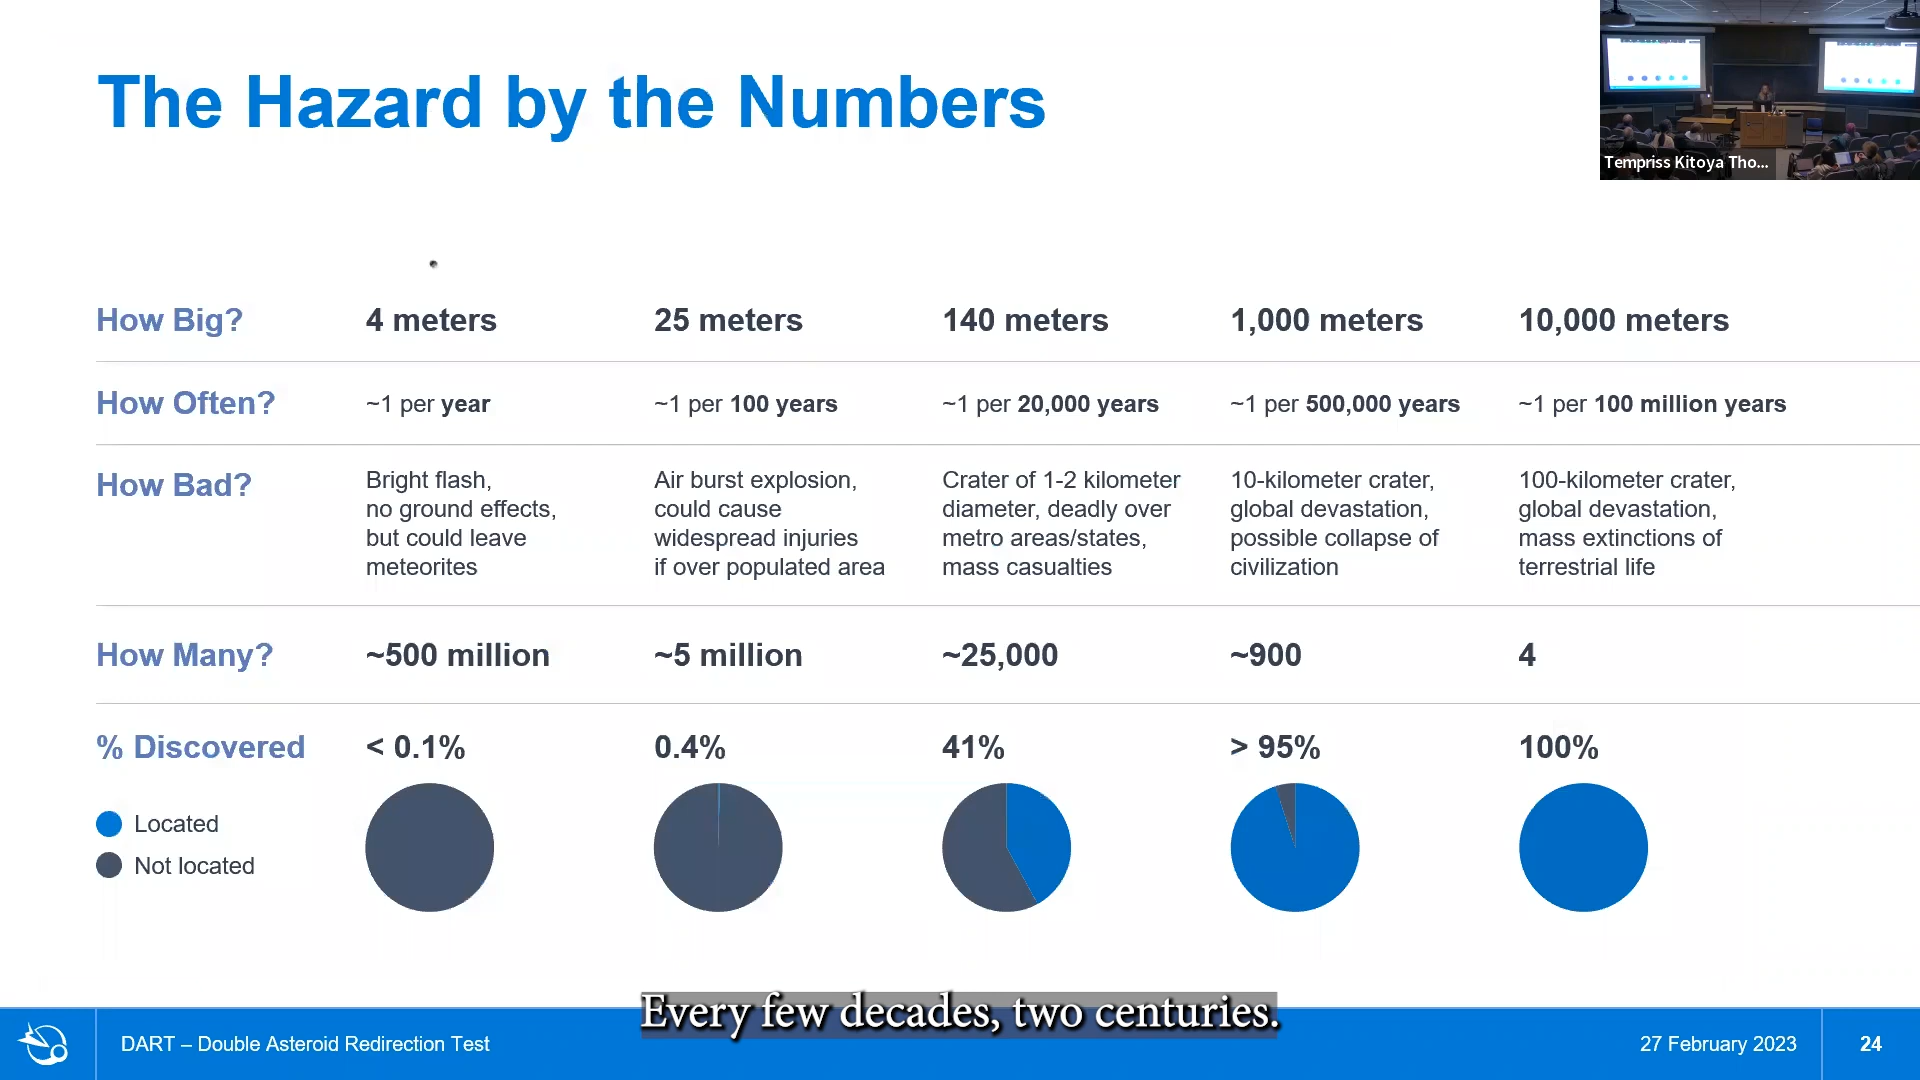 The Hazard by the Numbers
Tempriss Kitoya Tho...
How Big?
4 meters
25 meters
140 meters
1,000 meters
10,000 meters
How Often?
~1 per year
~1 per 100 years
~1 per 20,000 years
~1 per 500,000 years
~1 per 100 million years
How Bad?
Bright flash,
no ground effects,
but could leave
meteorites
Air burst explosion,
could cause
widespread injuries
if over populated area
Crater of 1-2 kilometer
diameter, deadly over
metro areas/states,
mass casualties
10-kilometer crater,
global devastation,
possible collapse of
civilization
100-kilometer crater,
global devastation,
mass extinctions of
terrestrial life
How Many?
~500 million
~5 million
~25,000
~900
4
% Discovered
< 0.1%
0.4%
41%
> 95%
100%
Located
Not located
Every few decades, two centuries.
DART – Double Asteroid Redirection Test
27 February 2023
24